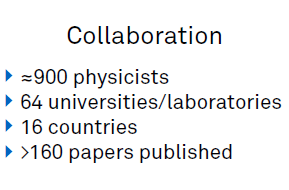 Collaboration
≈900 physicists
64 universities/laboratories
16 countries
>160 papers published